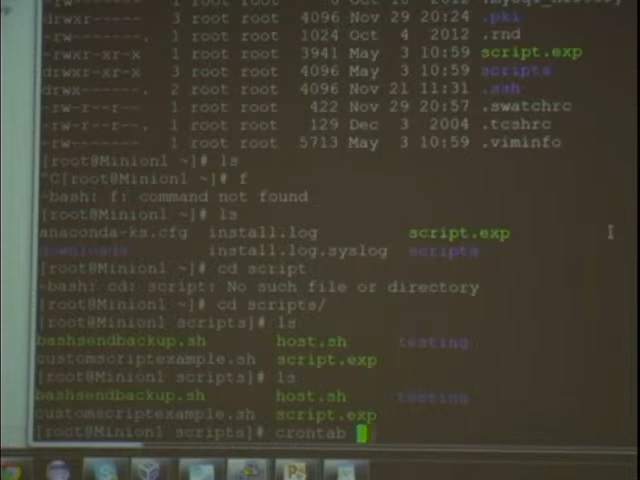 drwxr-       3 root root  4096 Nov 29 20:24 .pki
-rw-------.  1 root root  1024 Oct  4  2012 .rnd
-rwxr-xr-x   1 root root  3941 May  3 10:59 script.exp
drwxr-xr-x   3 root root  4096 May  3 10:59 scripts
drwx------.  2 root root  4096 Nov 21 11:31 .ssh
-rw-r--r--   1 root root   422 Nov 29 20:57 .swatchrc
-rw-r--r--.  1 root root   129 Dec  3  2004 .tcshrc
-rw-------   1 root root  5713 May  3 10:59 .viminfo
[root@Minion1 ~]# ls
^C[root@Minion1 ~]# f
-bash: f: command not found
[root@Minion1 ~]# ls
anaconda-ks.cfg  install.log         script.exp
downloads        install.log.syslog  scripts
[root@Minion1 ~]# cd script
-bash: cd: script: No such file or directory
[root@Minion1 ~]# cd scripts/
[root@Minion1 scripts]# ls
bashsendbackup.sh       host.sh     testing
customscriptexample.sh  script.exp
[root@Minion1 scripts]# ls
bashsendbackup.sh       host.sh     testing
customscriptexample.sh  script.exp
[root@Minion1 scripts]# crontab